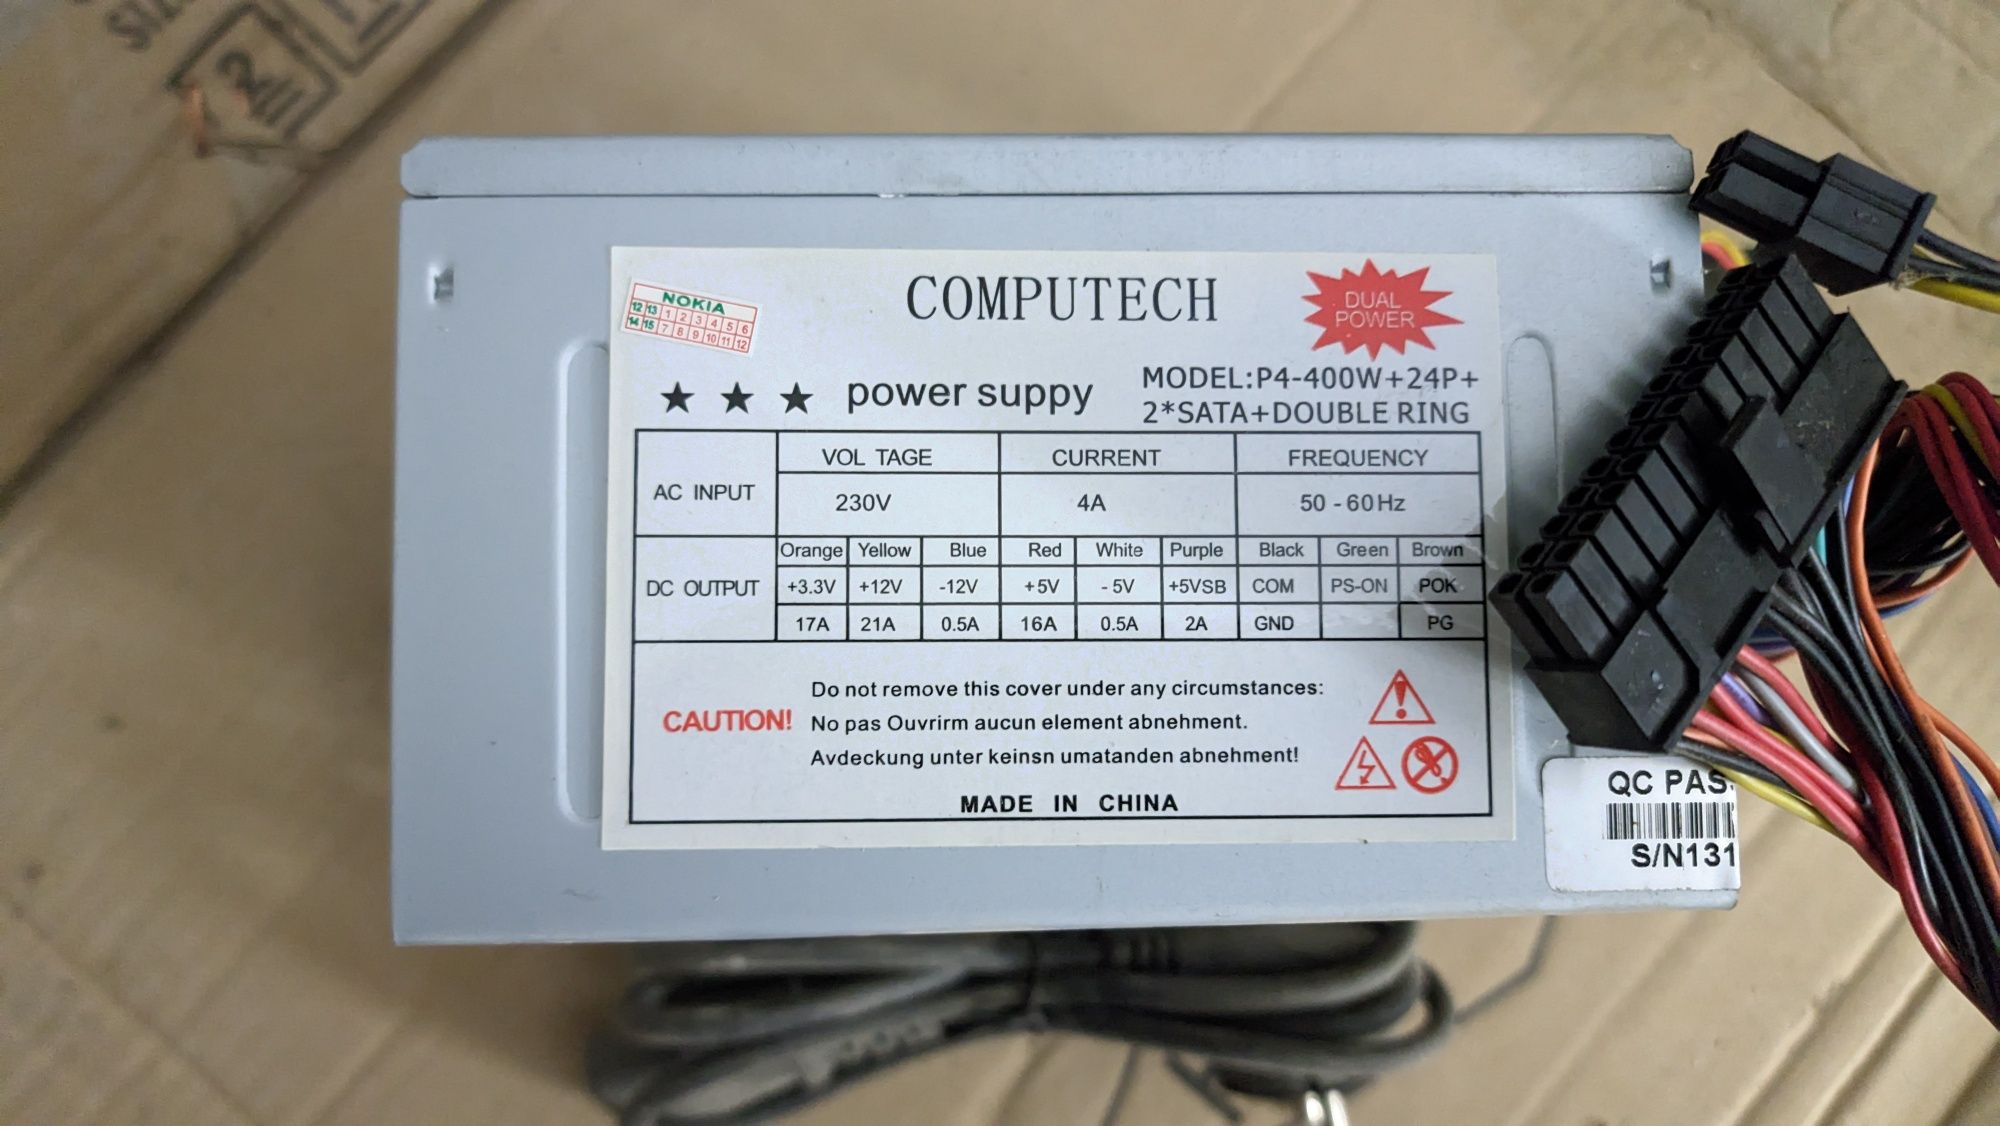 2
NOKIA
12 13 1 2 3 4 5 6
14 15 7 8 9 10 11 12
COMPUTECH
DUAL
POWER
★ ★ ★ power suppy
MODEL:P4-400W+24P+
2*SATA+DOUBLE RING
AC INPUT
VOL TAGE CURRENT FREQUENCY
230V 4A 50 - 60Hz
DC OUTPUT
Orange Yellow Blue Red White Purple Black Green Brown
+3.3V +12V -12V +5V - 5V +5VSB COM PS-ON POK
17A 21A 0.5A 16A 0.5A 2A GND PG
CAUTION!
Do not remove this cover under any circumstances:
No pas Ouvrirm aucun element abnehment.
Avdeckung unter keinsn umatanden abnehment!
MADE IN CHINA
QC PAS
S/N131